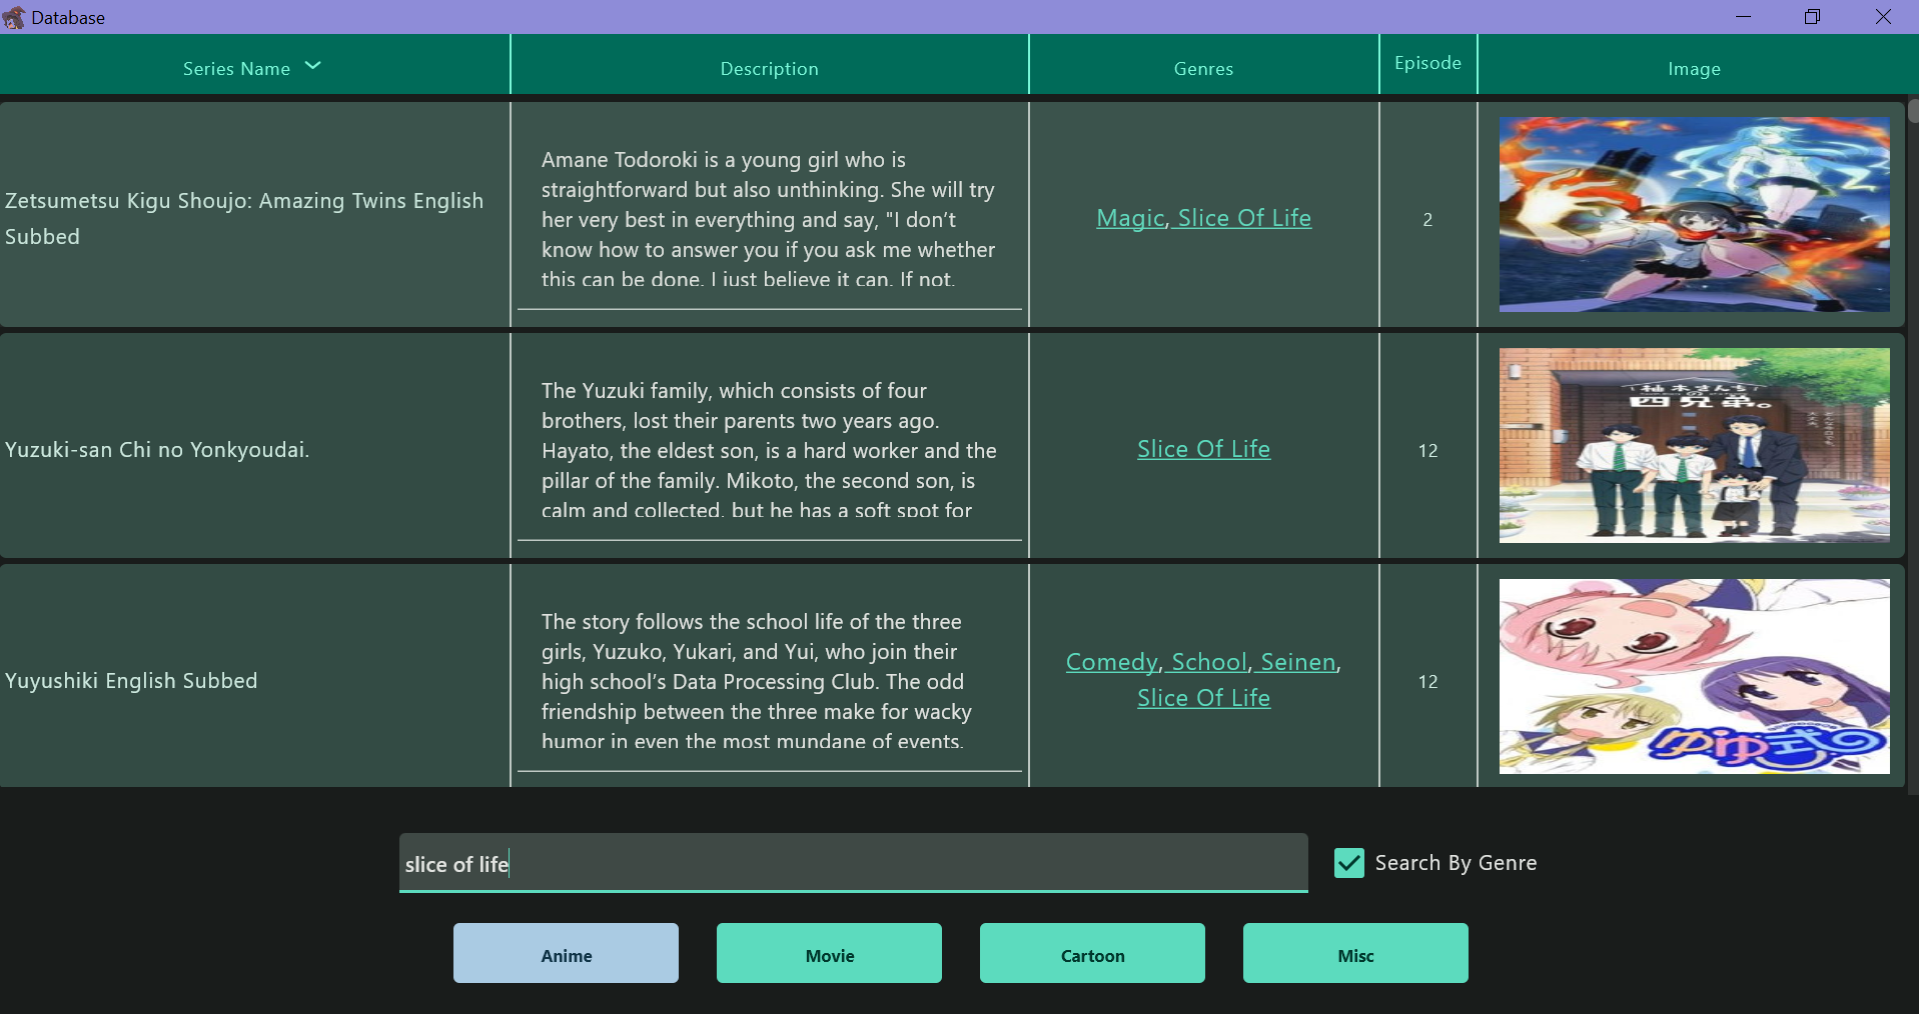 Database
Series Name
Description
Genres
Episode
Image
Zetsumetsu Kigu Shoujo: Amazing Twins English
Subbed
Amane Todoroki is a young girl who is
straightforward but also unthinking. She will try
her very best in everything and say, "I don’t
know how to answer you if you ask me whether
this can be done. I just believe it can. If not,
Magic, Slice Of Life
2
Yuzuki-san Chi no Yonkyoudai.
The Yuzuki family, which consists of four
brothers, lost their parents two years ago.
Hayato, the eldest son, is a hard worker and the
pillar of the family. Mikoto, the second son, is
calm and collected, but he has a soft spot for
Slice Of Life
12
柚木さんちの
四兄弟。
Yuyushiki English Subbed
The story follows the school life of the three
girls, Yuzuko, Yukari, and Yui, who join their
high school’s Data Processing Club. The odd
friendship between the three make for wacky
humor in even the most mundane of events.
Comedy, School, Seinen,
Slice Of Life
12
ゆゆ式
slice of life
Search By Genre
Anime
Movie
Cartoon
Misc